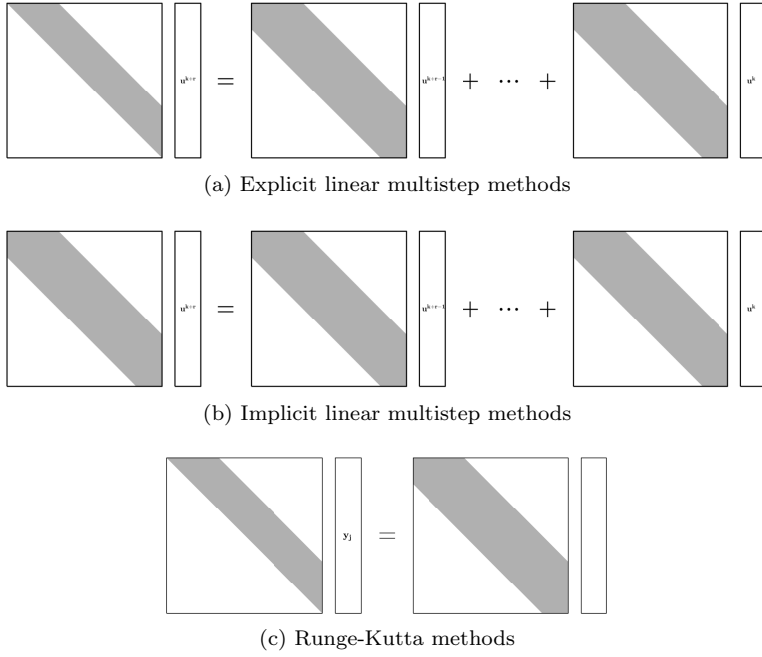 u^{k+r} = u^{k+r-1} + ··· + u^k
(a) Explicit linear multistep methods
u^{k+r} = u^{k+r-1} + ··· + u^k
(b) Implicit linear multistep methods
y_j =
(c) Runge-Kutta methods